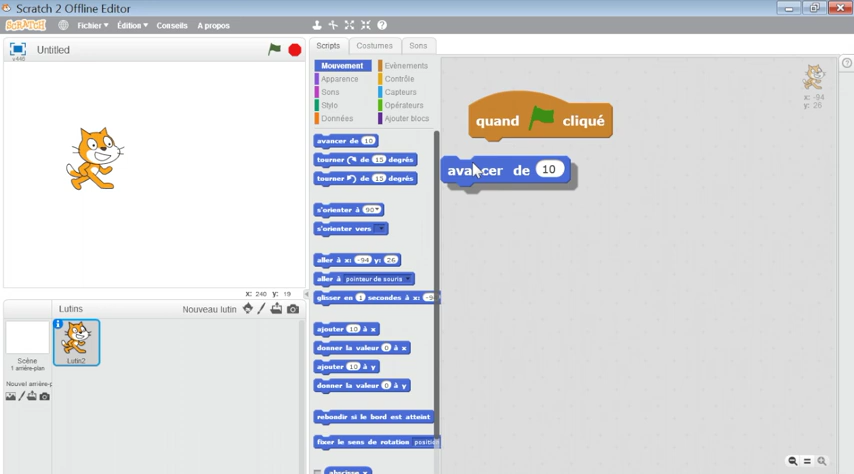 Scratch 2 Offline Editor
SCRATCH Fichier Édition Conseils A propos
v446 Untitled
Scripts Costumes Sons
Mouvement Evènements
Apparence Contrôle
Sons Capteurs
Stylo Opérateurs
Données Ajouter blocs
avancer de 10
tourner de 15 degrés
tourner de 15 degrés
s'orienter à 90
s'orienter vers
aller à x: -94 y: 26
aller à pointeur de souris
glisser en 1 secondes à x: -94
ajouter 10 à x
donner la valeur 0 à x
ajouter 10 à y
donner la valeur 0 à y
rebondir si le bord est atteint
fixer le sens de rotation
abscisse x
quand cliqué
avancer de 10
x: -94
y: 26
x: 240 y: 19
Lutins Nouveau lutin
Scène
1 arrière-plan
Nouvel arrière-p
Lutin2